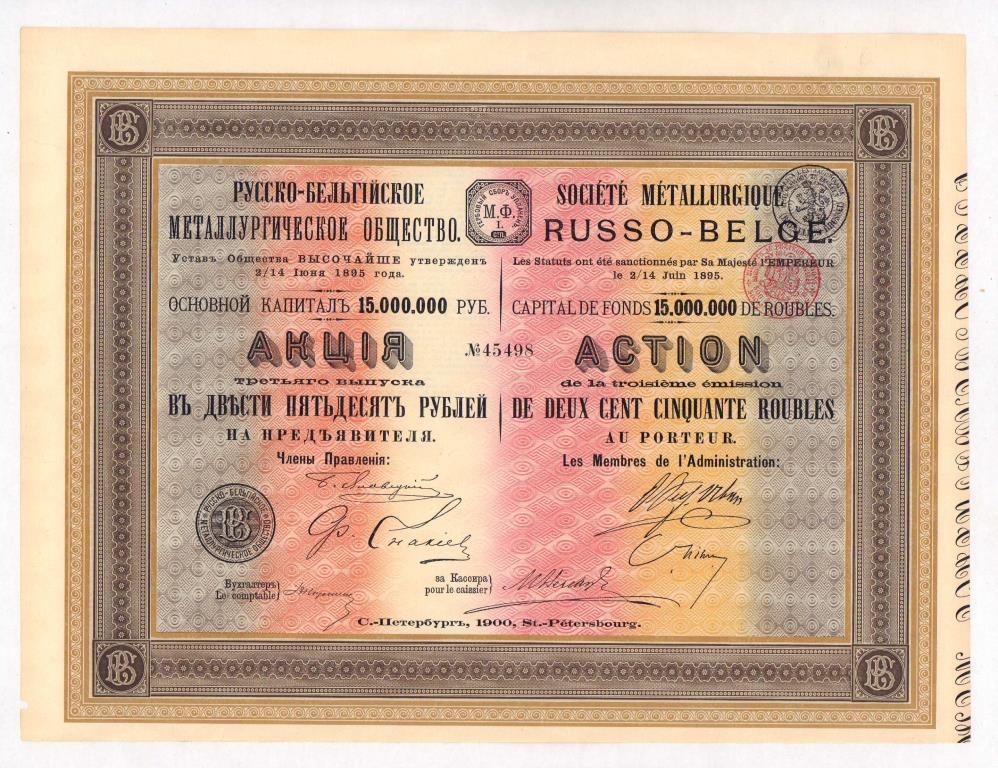 РУССКО-БЕЛЬГІЙСКОЕ
МЕТАЛЛУРГИЧЕСКОЕ ОБЩЕСТВО.
Уставъ Общества ВЫСОЧАЙШЕ утвержденъ
2/14 Іюня 1895 года.
ОСНОВНОЙ КАПИТАЛЪ 15.000.000 РУБ.
АКЦІЯ
третьяго выпуска
ВЪ ДВѢСТИ ПЯТЬДЕСЯТЪ РУБЛЕЙ
НА ПРЕДЪЯВИТЕЛЯ.
Члены Правленія:
М.Ф.
I.
№45498
SOCIÉTÉ MÉTALLURGIQUE
RUSSO-BELGE.
Les Statuts ont été sanctionnés par Sa Majesté l'EMPEREUR
le 2/14 Juin 1895.
CAPITAL DE FONDS 15.000.000 DE ROUBLES.
ACTION
de la troisième émission
DE DEUX CENT CINQUANTE ROUBLES
AU PORTEUR.
Les Membres de l'Administration:
РУССКО-БЕЛЬГІЙСКОЕ
МЕТАЛЛУРГИЧЕСКОЕ ОБЩЕСТВО
Бухгалтеръ
Le comptable
за Кассира
pour le caissier
С.-Петербургъ, 1900, St.-Pétersbourg.